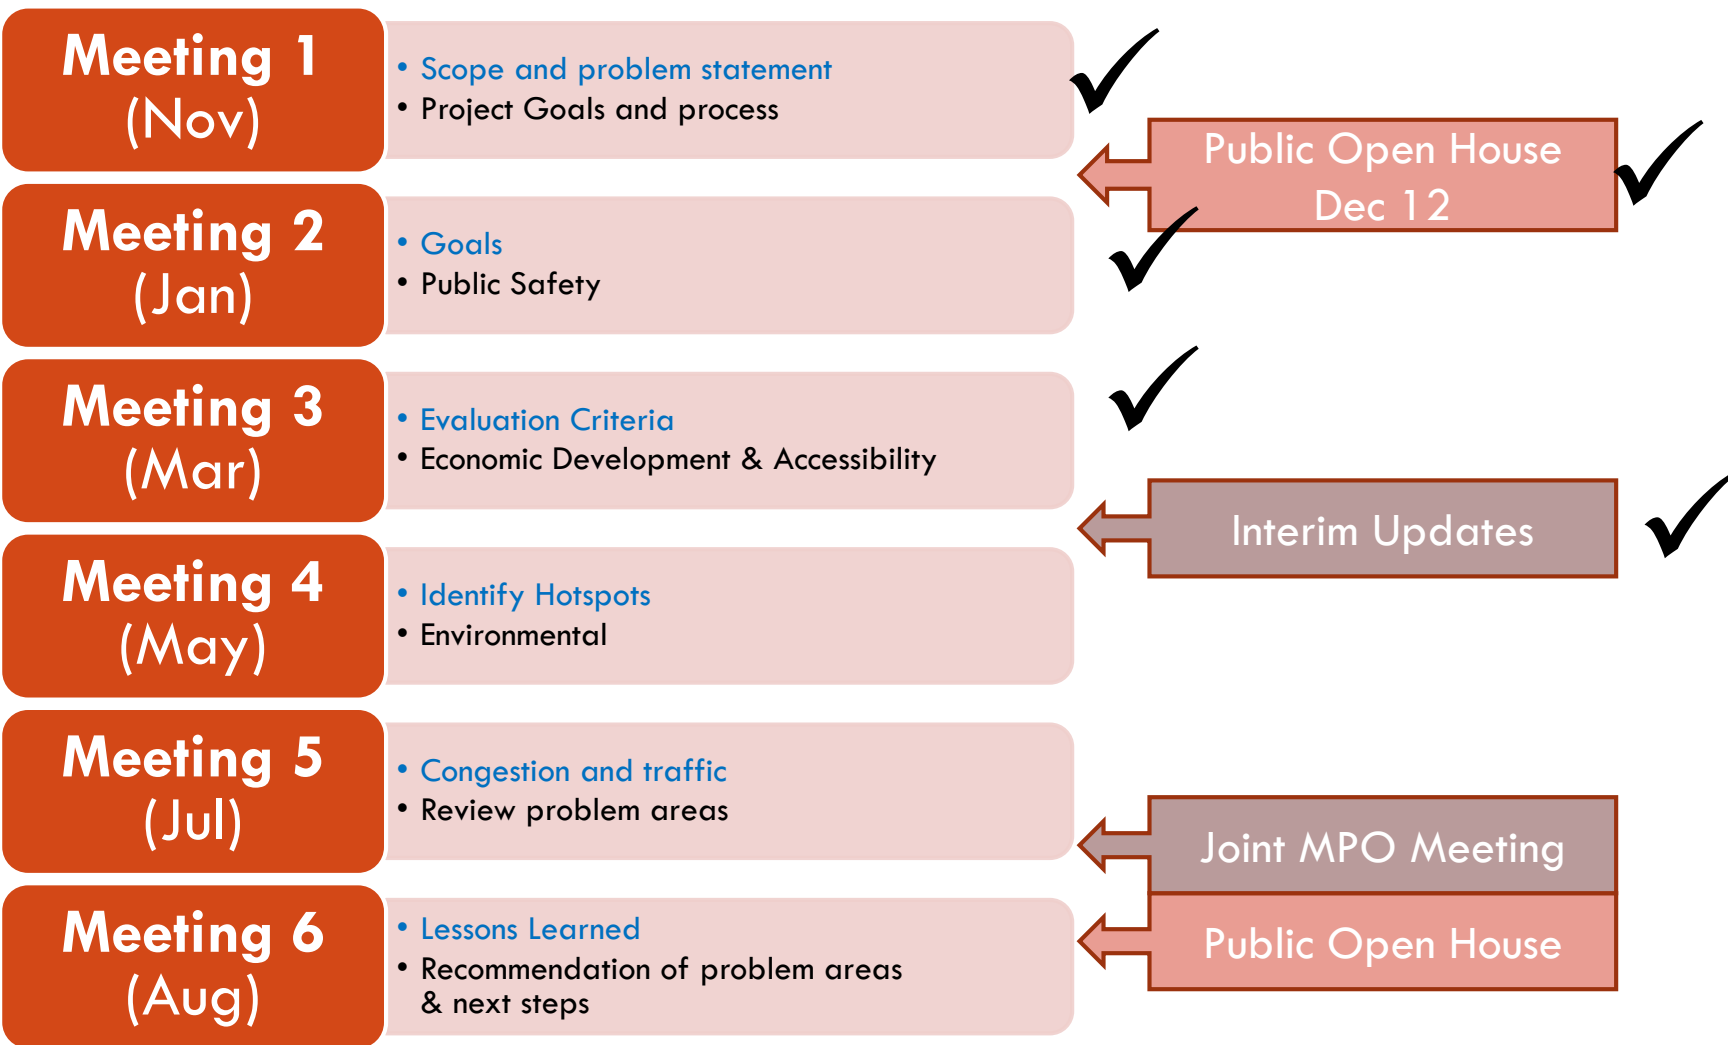 Meeting 1
(Nov)
• Scope and problem statement
• Project Goals and process
Public Open House
Dec 12
Meeting 2
(Jan)
• Goals
• Public Safety
Meeting 3
(Mar)
• Evaluation Criteria
• Economic Development & Accessibility
Interim Updates
Meeting 4
(May)
• Identify Hotspots
• Environmental
Meeting 5
(Jul)
• Congestion and traffic
• Review problem areas
Joint MPO Meeting
Meeting 6
(Aug)
• Lessons Learned
• Recommendation of problem areas
& next steps
Public Open House